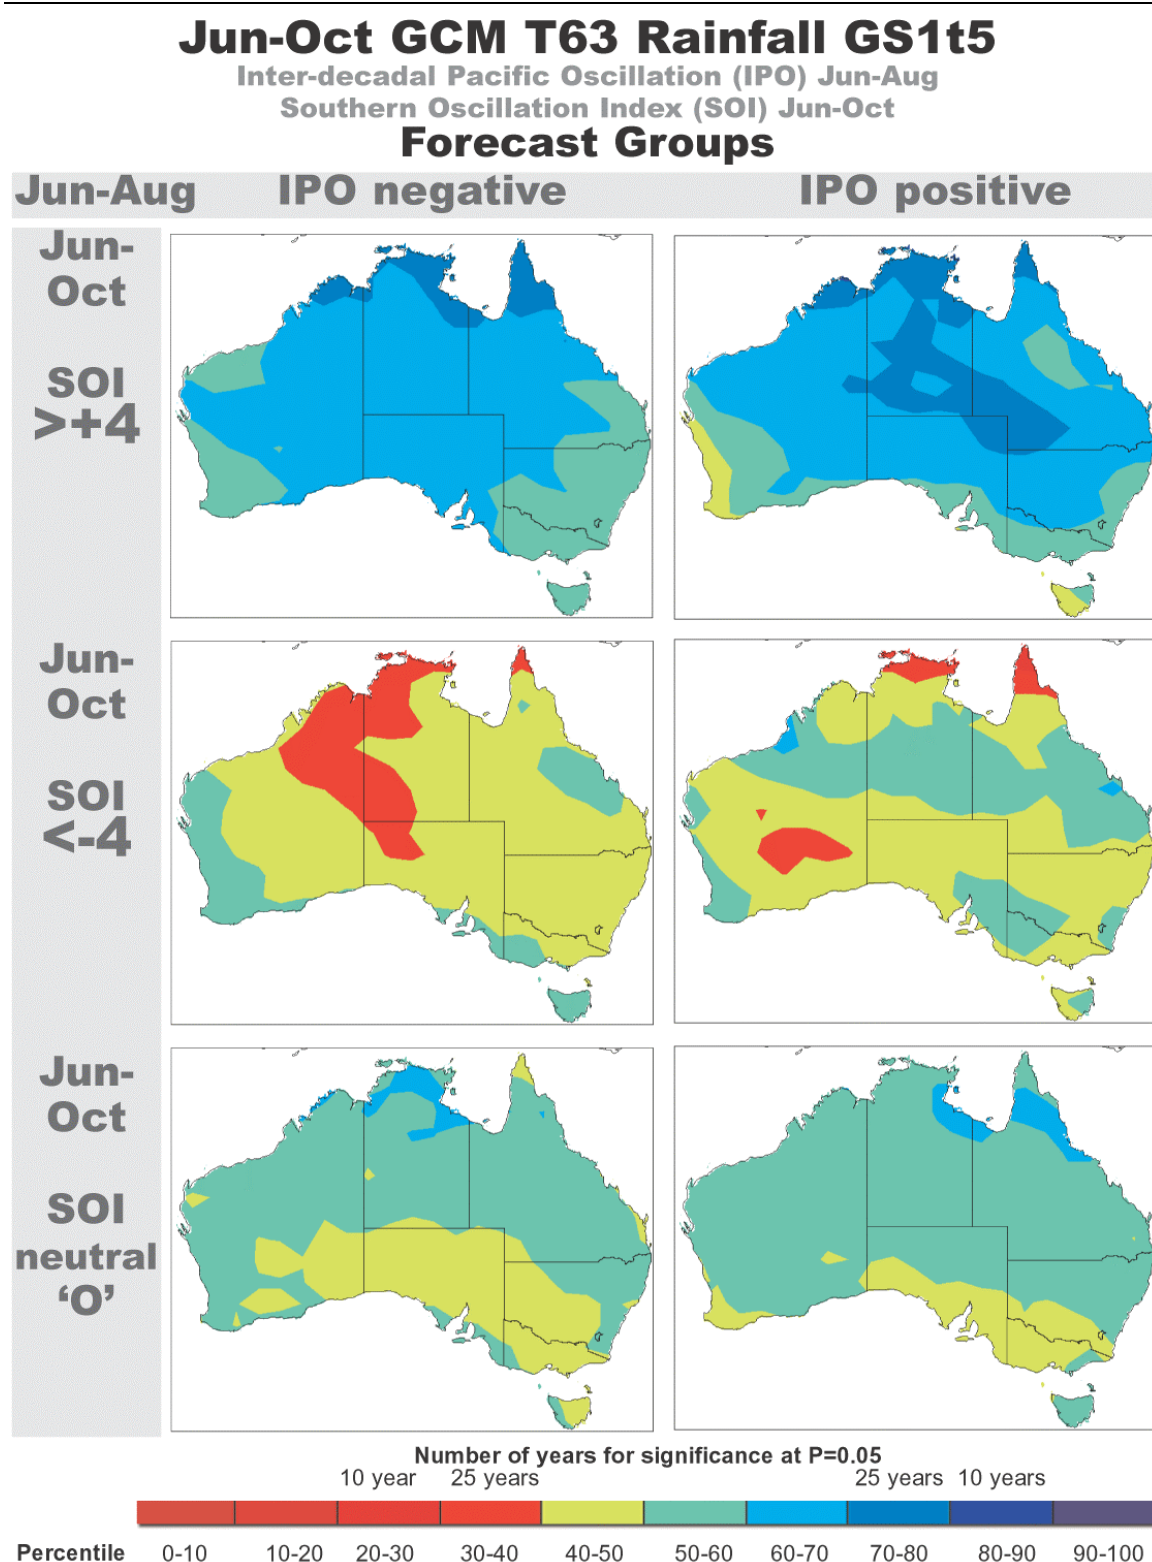 Jun-Oct GCM T63 Rainfall GS1t5
Inter-decadal Pacific Oscillation (IPO) Jun-Aug
Southern Oscillation Index (SOI) Jun-Oct
Forecast Groups
Jun-Aug IPO negative IPO positive
Jun-
Oct
SOI
>+4
Jun-
Oct
SOI
<-4
Jun-
Oct
SOI
neutral
‘O’
Number of years for significance at P=0.05
10 year 25 years 25 years 10 years
Percentile 0-10 10-20 20-30 30-40 40-50 50-60 60-70 70-80 80-90 90-100